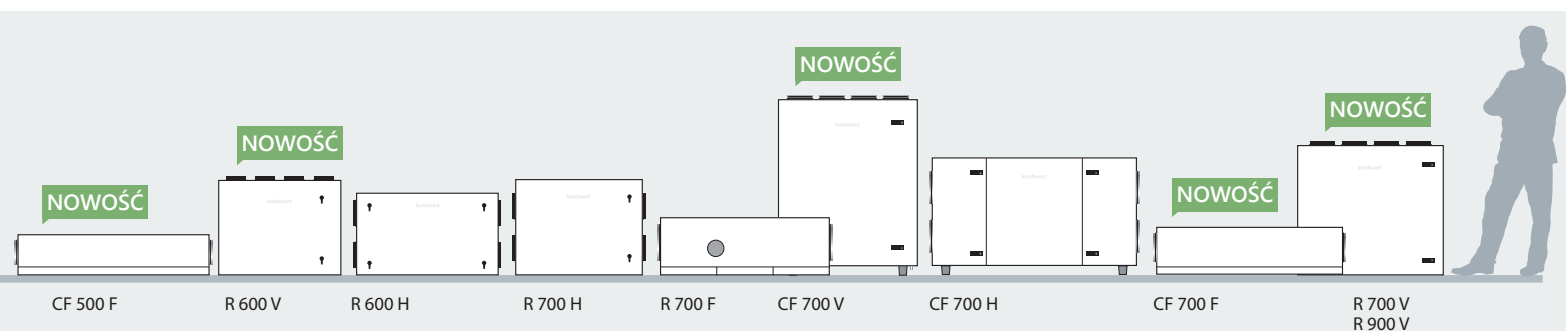 NOWOŚĆ
NOWOŚĆ
NOWOŚĆ
NOWOŚĆ
NOWOŚĆ
CF 500 F
R 600 V
R 600 H
R 700 H
R 700 F
CF 700 V
CF 700 H
CF 700 F
R 700 V
R 900 V